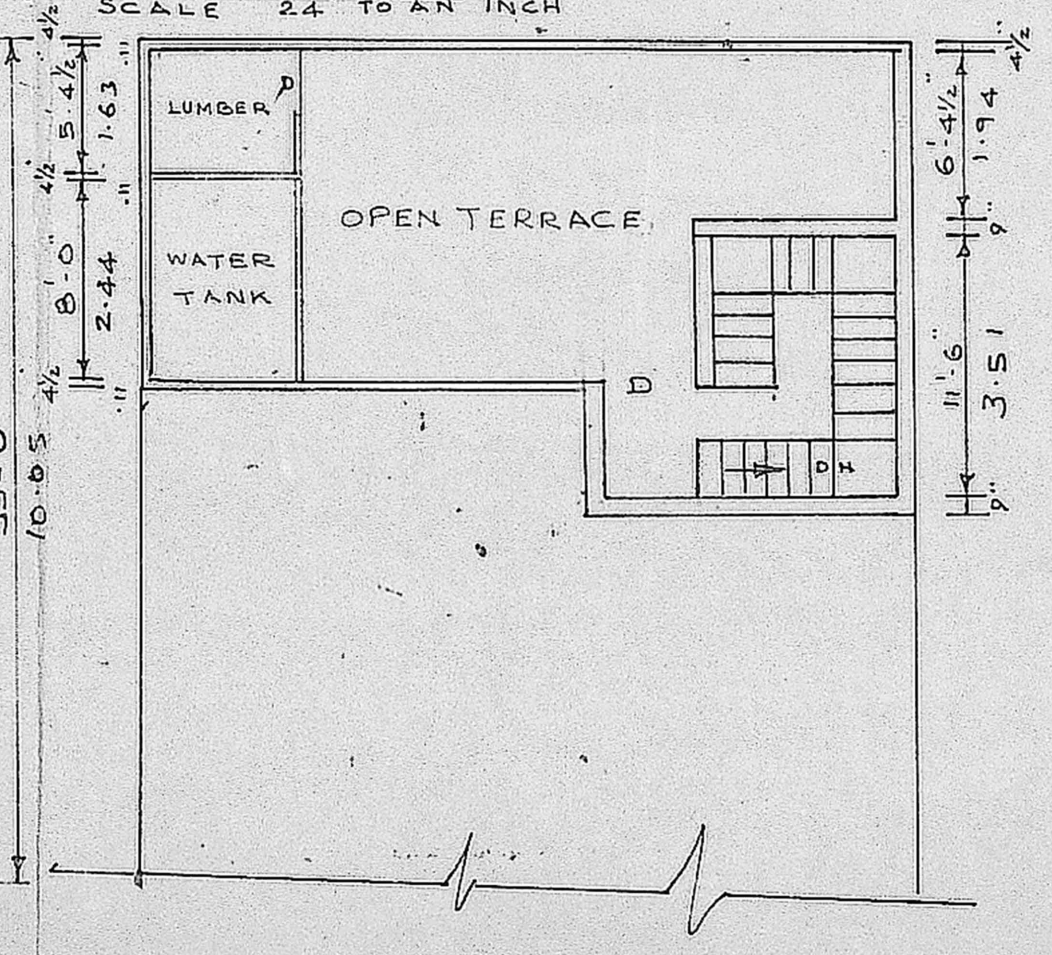 SCALE 24 TO AN INCH
LUMBER
D
OPEN TERRACE
WATER
TANK
D
DN
4½"
5'-4½"
1.63
4½"
8'-0"
2.44
4½"
10.05
4½"
6'-4½"
1.94
9"
11'-6"
3.51
9"